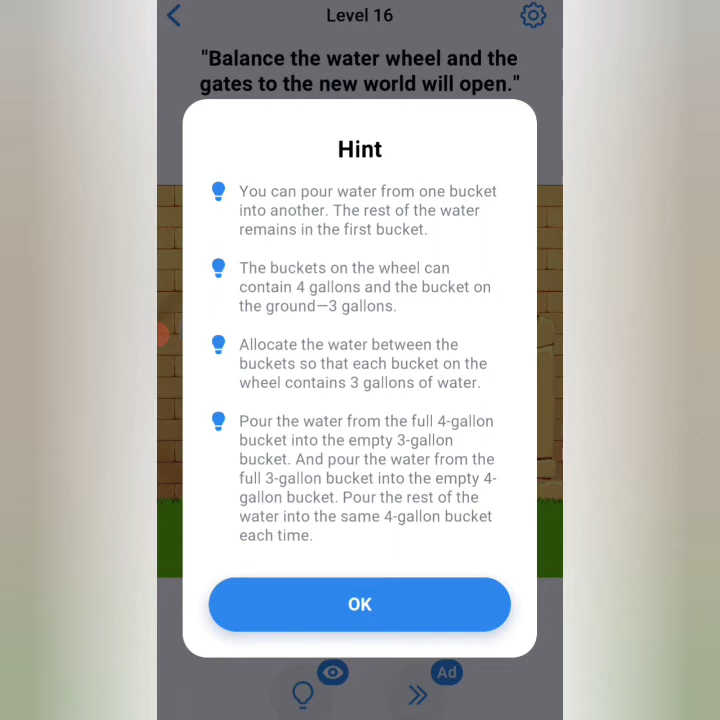 Level 16
"Balance the water wheel and the
gates to the new world will open."
Hint
You can pour water from one bucket
into another. The rest of the water
remains in the first bucket.
The buckets on the wheel can
contain 4 gallons and the bucket on
the ground—3 gallons.
Allocate the water between the
buckets so that each bucket on the
wheel contains 3 gallons of water.
Pour the water from the full 4-gallon
bucket into the empty 3-gallon
bucket. And pour the water from the
full 3-gallon bucket into the empty 4-
gallon bucket. Pour the rest of the
water into the same 4-gallon bucket
each time.
OK
Ad